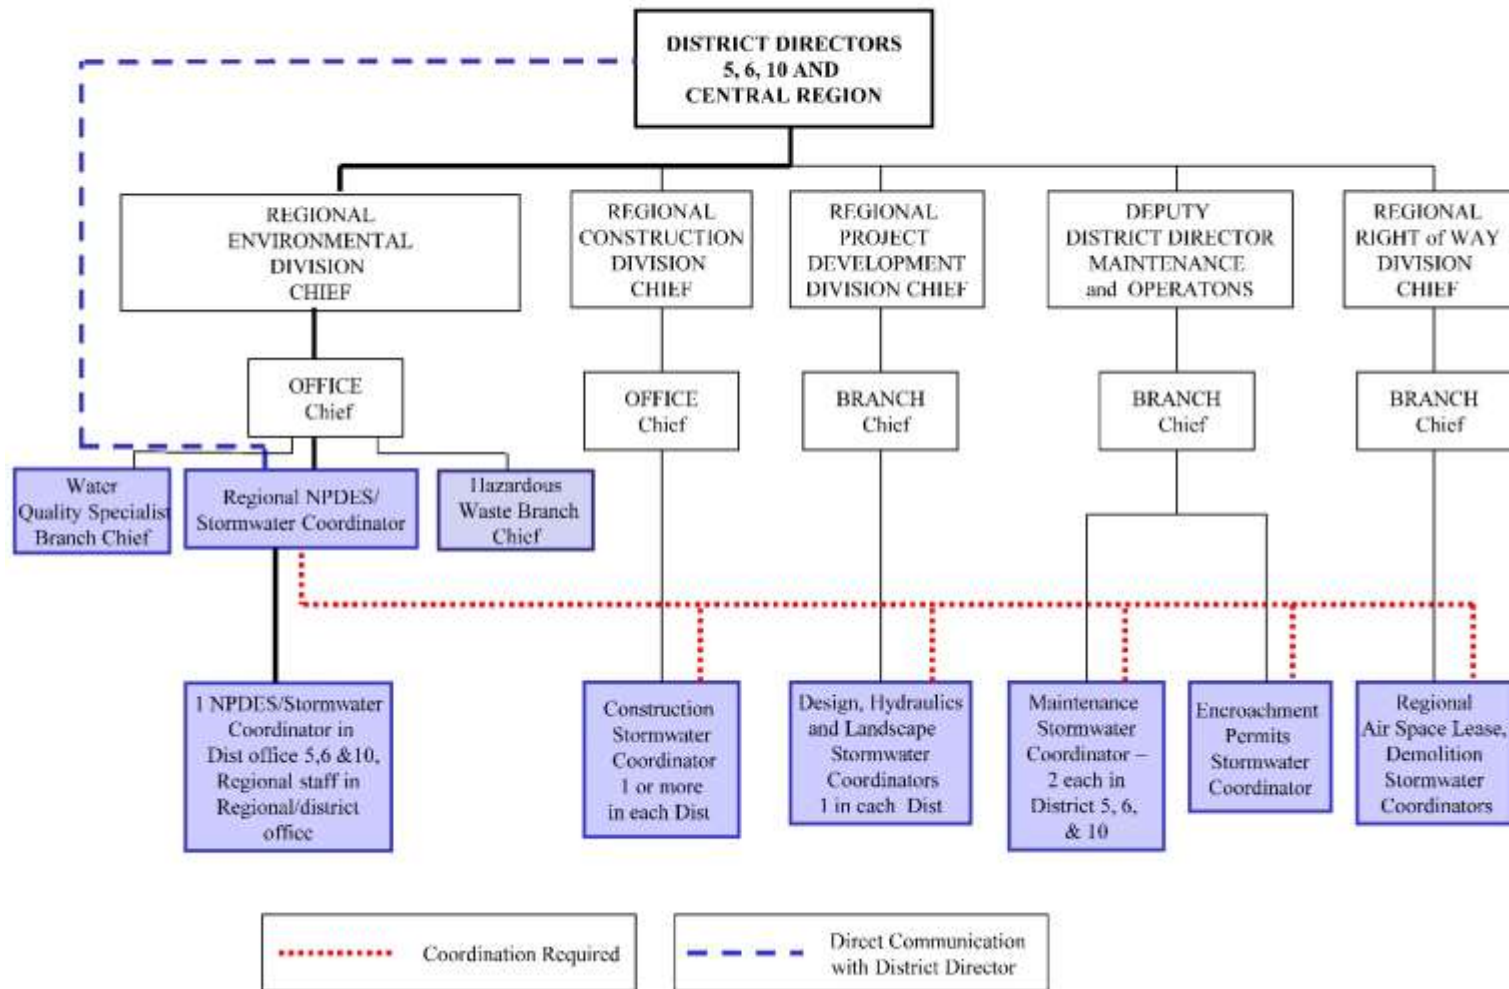 DISTRICT DIRECTORS
5, 6, 10 AND
CENTRAL REGION
REGIONAL
ENVIRONMENTAL
DIVISION
CHIEF
REGIONAL
CONSTRUCTION
DIVISION
CHIEF
REGIONAL
PROJECT
DEVELOPMENT
DIVISION CHIEF
DEPUTY
DISTRICT DIRECTOR
MAINTENANCE
and OPERATONS
REGIONAL
RIGHT of WAY
DIVISION
CHIEF
OFFICE
Chief
OFFICE
Chief
BRANCH
Chief
BRANCH
Chief
BRANCH
Chief
Water
Quality Specialist
Branch Chief
Regional NPDES/
Stormwater Coordinator
Hazardous
Waste Branch
Chief
1 NPDES/Stormwater
Coordinator in
Dist office 5,6 &10,
Regional staff in
Regional/district
office
Construction
Stormwater
Coordinator
1 or more
in each Dist
Design, Hydraulics
and Landscape
Stormwater
Coordinators
1 in each Dist
Maintenance
Stormwater
Coordinator –
2 each in
District 5, 6,
& 10
Encroachment
Permits
Stormwater
Coordinator
Regional
Air Space Lease,
Demolition
Stormwater
Coordinators
Coordination Required
Direct Communication
with District Director